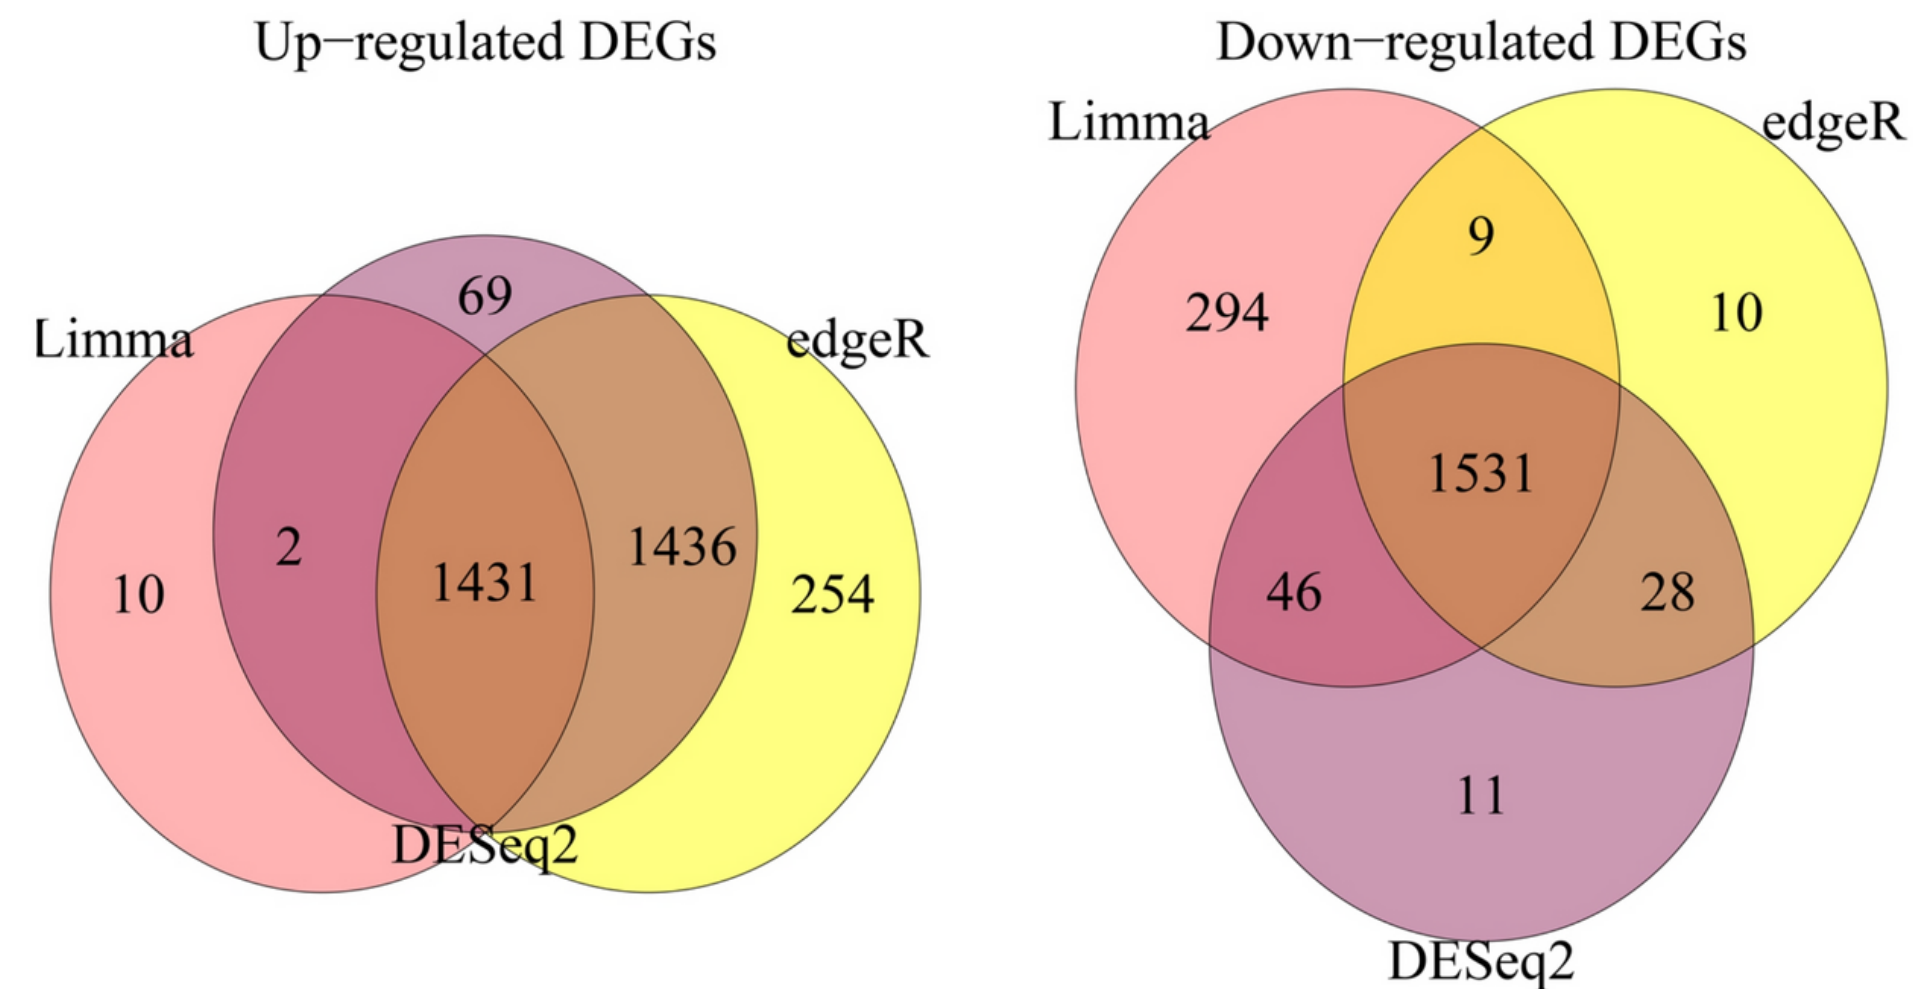 Up−regulated DEGs
69
Limma
edgeR
2
1436
1431
10
254
DESeq2
Down−regulated DEGs
Limma
edgeR
9
294
10
1531
46
28
11
DESeq2